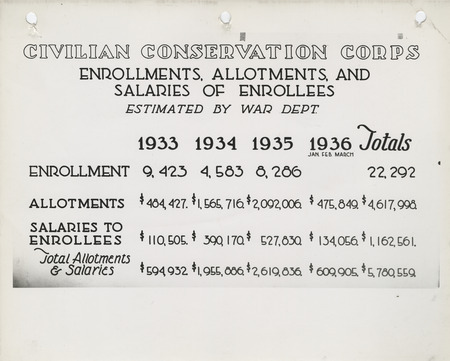 CIVILIAN CONSERVATION CORPS
ENROLLMENTS, ALLOTMENTS, AND
SALARIES OF ENROLLEES
ESTIMATED BY WAR DEPT.
1933 1934 1935 1936 Totals
JAN. FEB. MARCH
ENROLLMENT 9,423 4,583 8,286 22,292
ALLOTMENTS $484,427. $1,565,716. $2,092,006. $475,849. $4,617,998.
SALARIES TO
ENROLLEES $110,505. $390,170. $527,830. $134,056. $1,162,561.
Total Allotments
& Salaries $594,932. $1,955,886. $2,619,836. $609,905. $5,780,559.